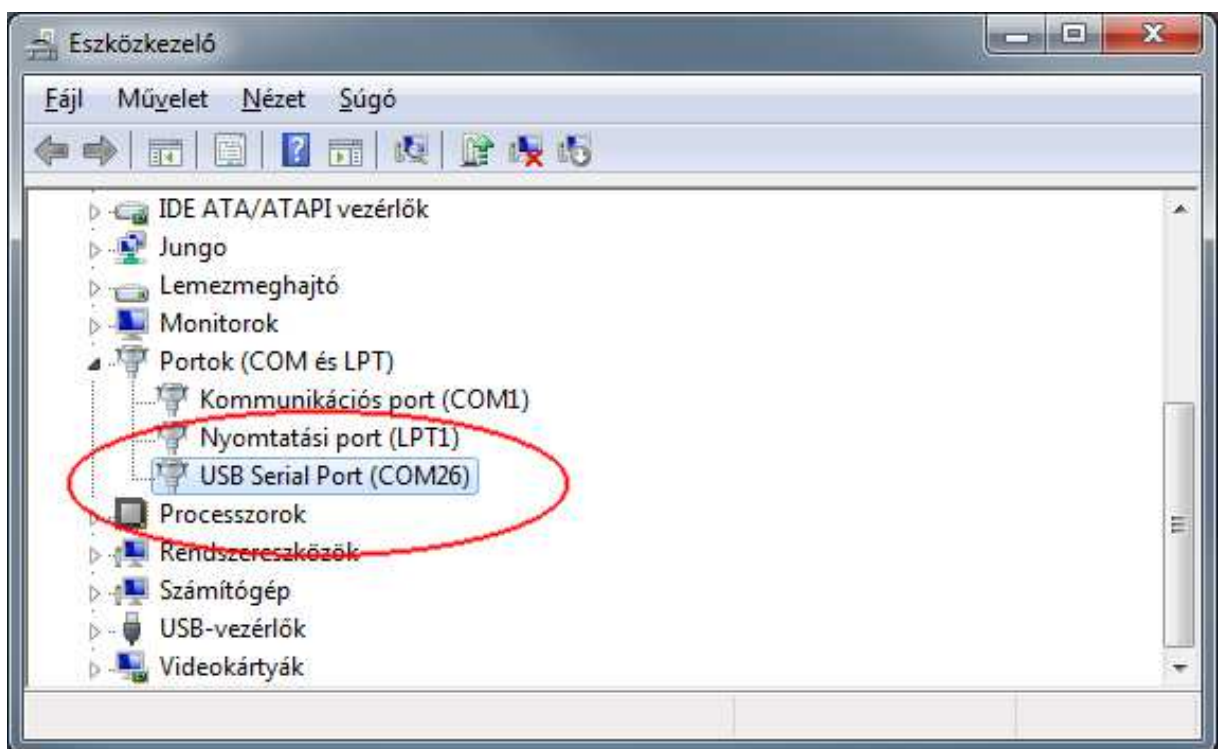 Eszközkezelő
Fájl Művelet Nézet Súgó
IDE ATA/ATAPI vezérlők
Jungo
Lemezmeghajtó
Monitorok
Portok (COM és LPT)
Kommunikációs port (COM1)
Nyomtatási port (LPT1)
USB Serial Port (COM26)
Processzorok
Rendszereszközök
Számítógép
USB-vezérlők
Videokártyák